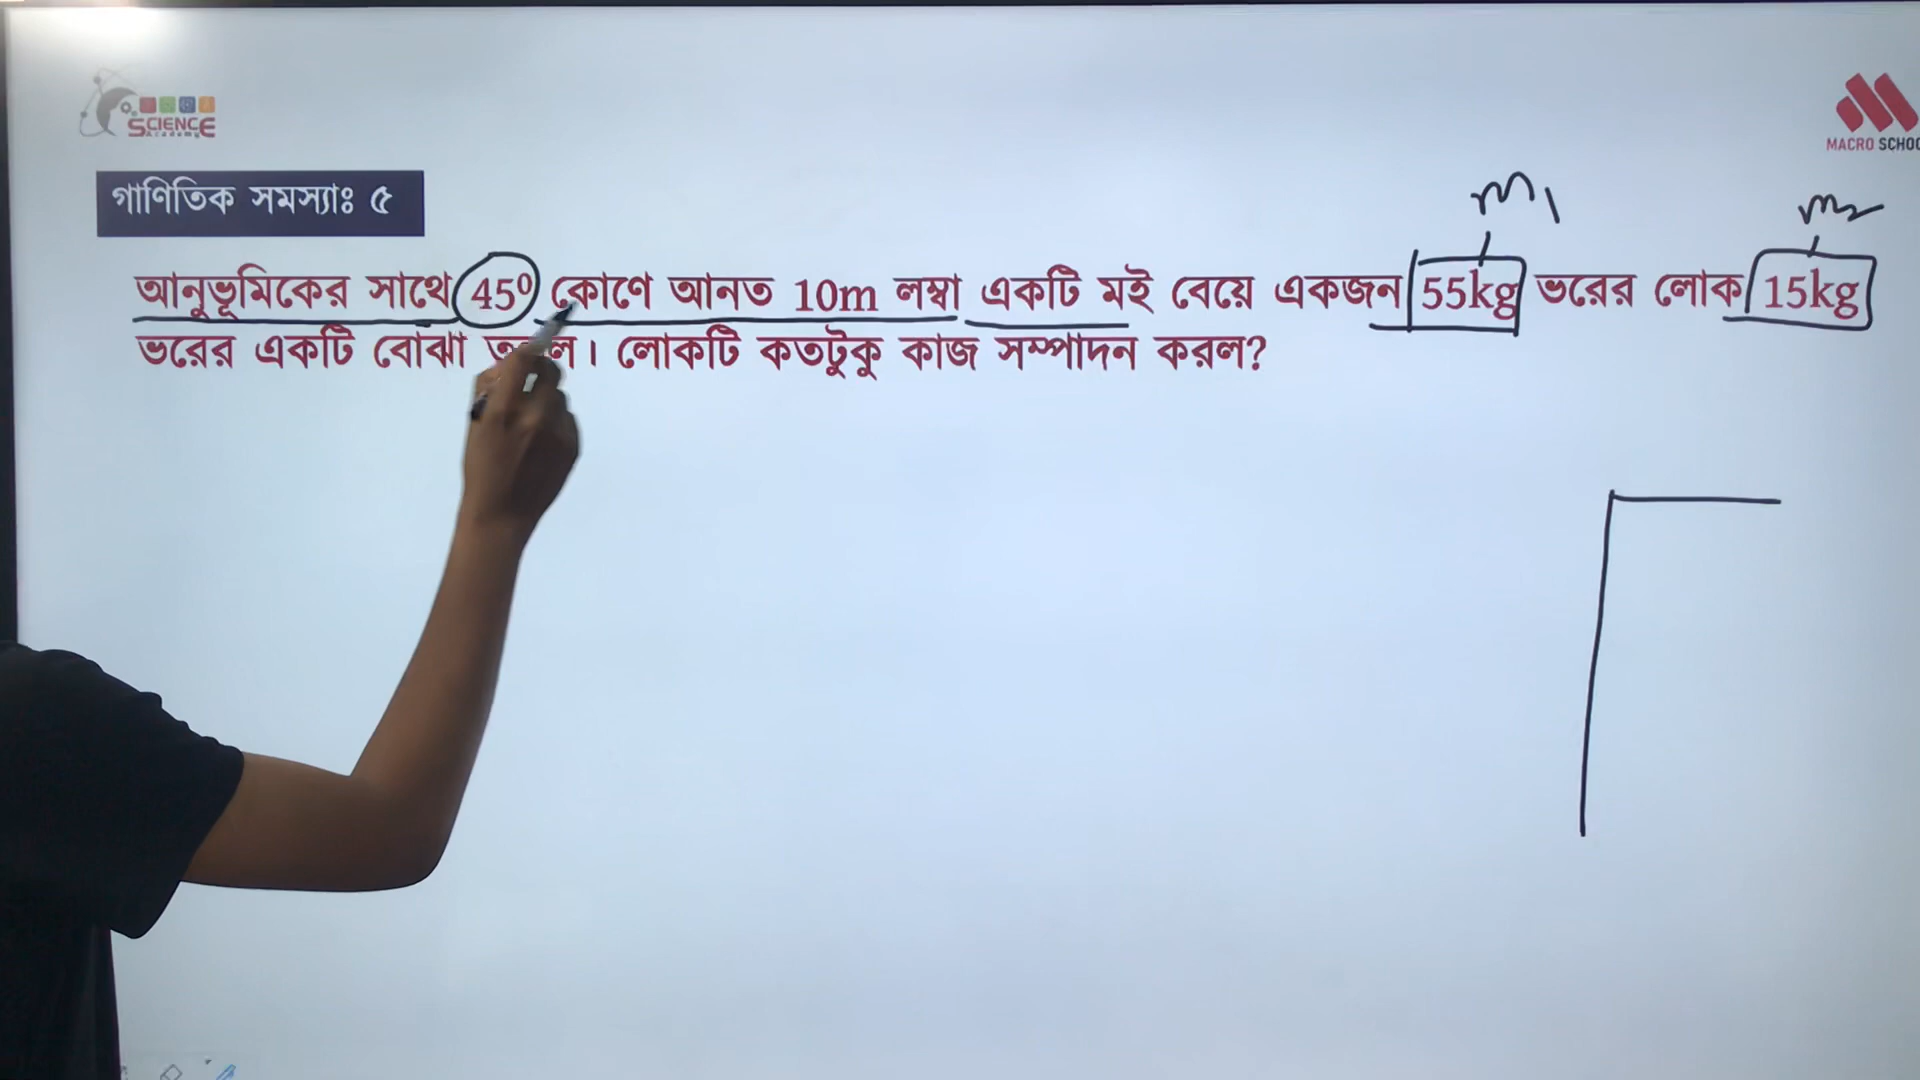 SCIENCE
Academy
MACRO SCHOO
গাণিতিক সমস্যাঃ ৫
m₁
m₂
আনুভূমিকের সাথে 45⁰ কোণে আনত 10m লম্বা একটি মই বেয়ে একজন 55kg ভরের লোক 15kg
ভরের একটি বোঝা । লোকটি কতটুকু কাজ সম্পাদন করল?